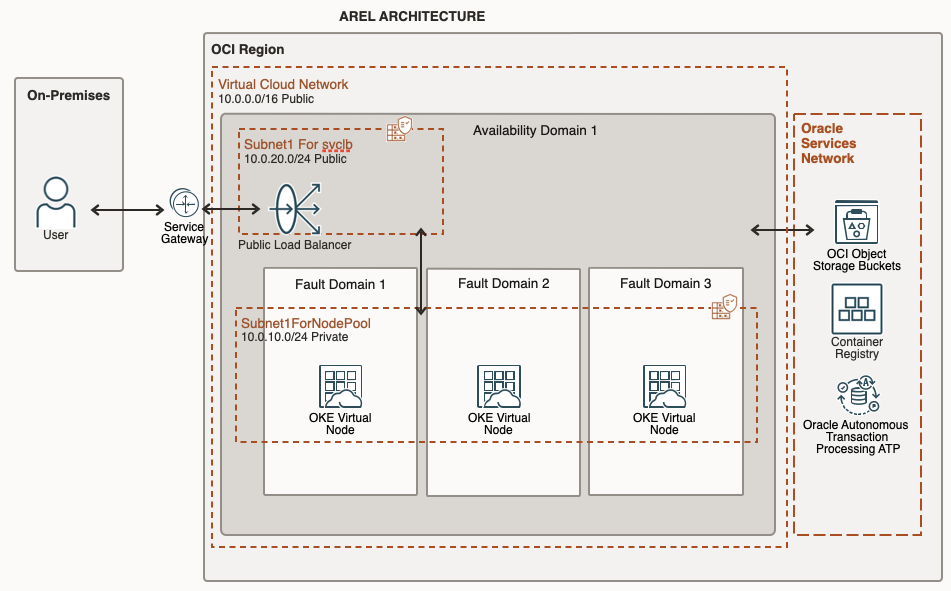 AREL ARCHITECTURE
OCI Region
On-Premises
User
Service
Gateway
Virtual Cloud Network
10.0.0.0/16 Public
Availability Domain 1
Subnet1 For svclb
10.0.20.0/24 Public
Public Load Balancer
Fault Domain 1
Fault Domain 2
Fault Domain 3
Subnet1ForNodePool
10.0.10.0/24 Private
OKE Virtual
Node
OKE Virtual
Node
OKE Virtual
Node
Oracle
Services
Network
OCI Object
Storage Buckets
Container
Registry
A
P
Oracle Autonomous
Transaction
Processing ATP